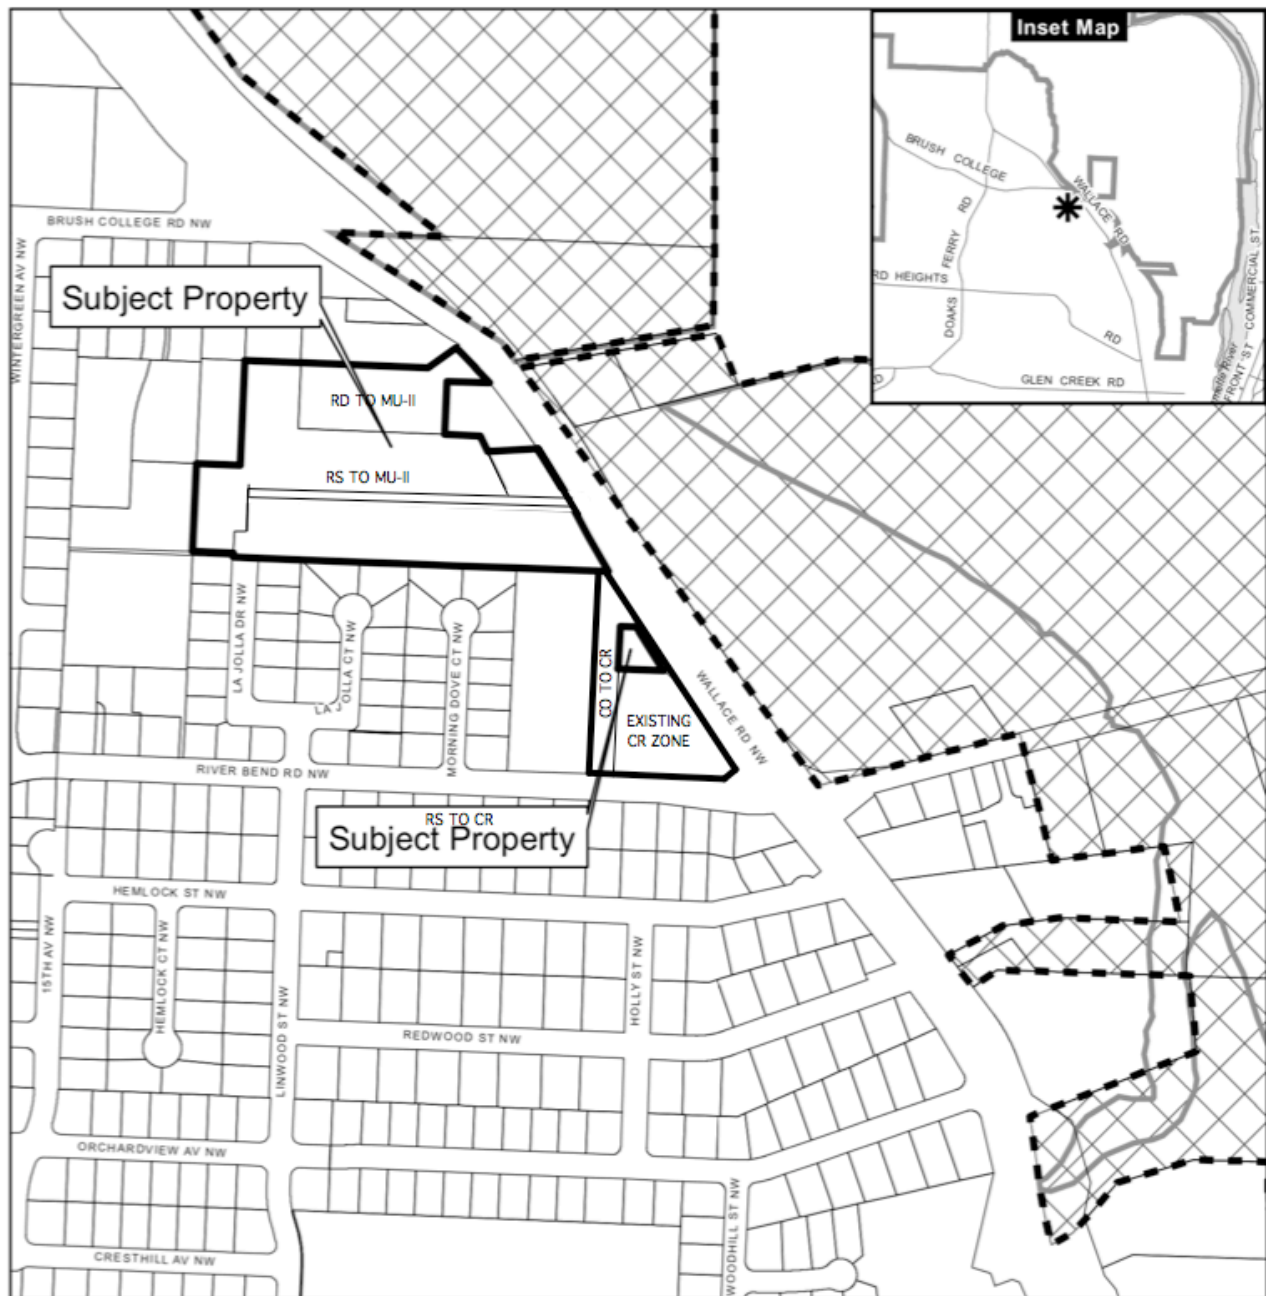 Inset Map
BRUSH COLLEGE
WALLACE RD
DOAKS FERRY RD
RD HEIGHTS
RD
GLEN CREEK RD
FRONT ST
COMMERCIAL ST
River
BRUSH COLLEGE RD NW
WINTERGREEN AV NW
Subject Property
RD TO MU-II
RS TO MU-II
LA JOLLA DR NW
LA JOLLA CT NW
MORNING DOVE CT NW
CO TO CR
EXISTING
CR ZONE
WALLACE RD NW
RIVER BEND RD NW
RS TO CR
Subject Property
HEMLOCK ST NW
15TH AV NW
HEMLOCK CT NW
LINWOOD ST NW
HOLLY ST NW
REDWOOD ST NW
ORCHARDVIEW AV NW
WOODHILL ST NW
CRESTHILL AV NW